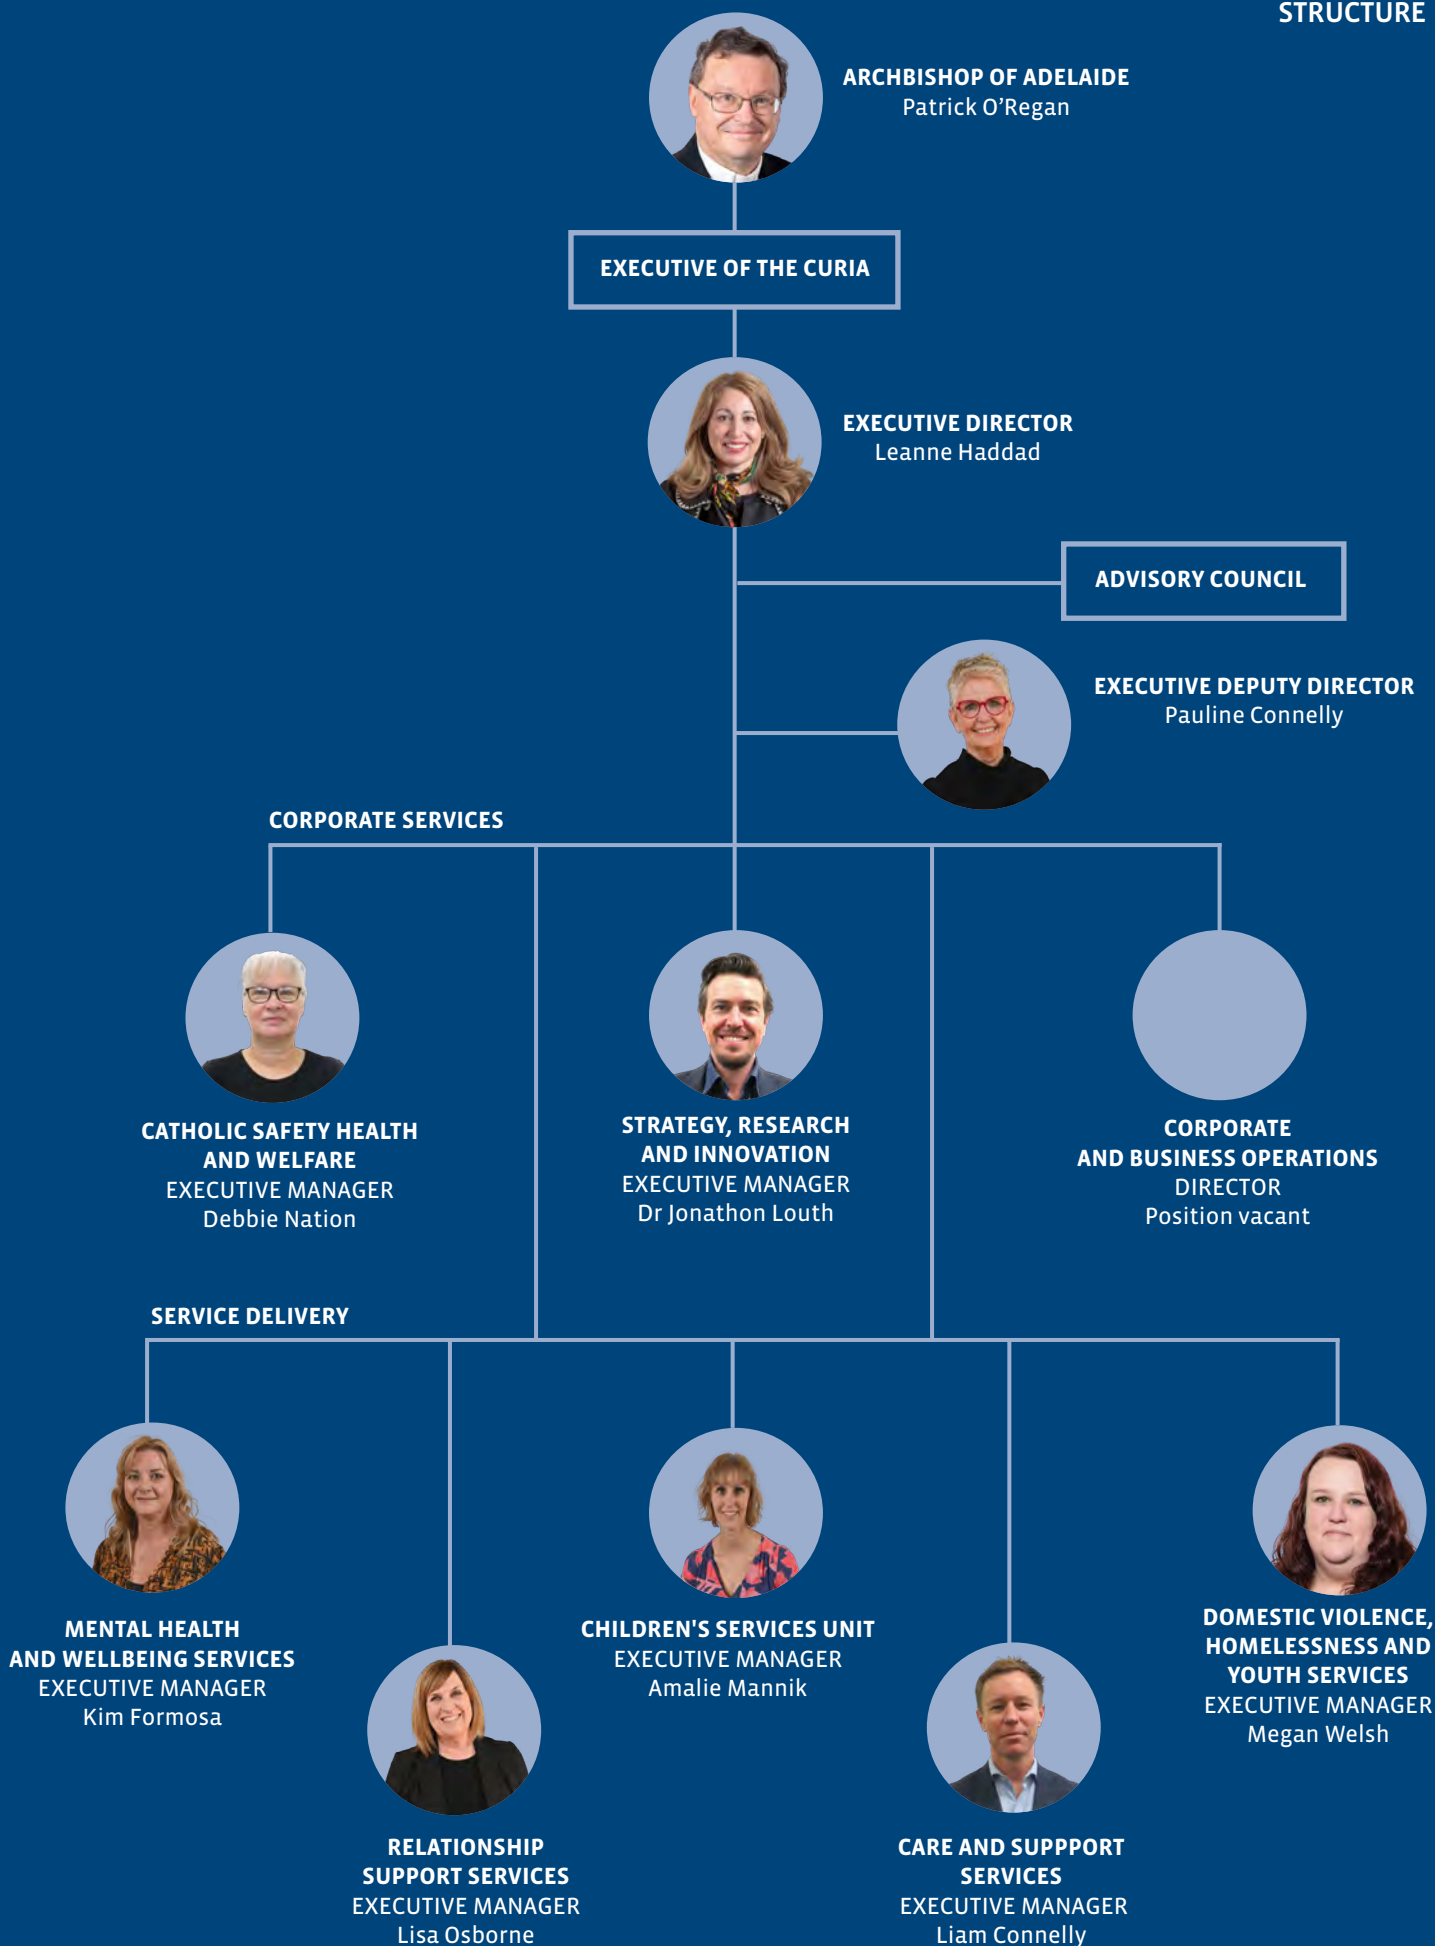 STRUCTURE
ARCHBISHOP OF ADELAIDE
Patrick O'Regan
EXECUTIVE OF THE CURIA
EXECUTIVE DIRECTOR
Leanne Haddad
ADVISORY COUNCIL
EXECUTIVE DEPUTY DIRECTOR
Pauline Connelly
CORPORATE SERVICES
CATHOLIC SAFETY HEALTH
AND WELFARE
EXECUTIVE MANAGER
Debbie Nation
STRATEGY, RESEARCH
AND INNOVATION
EXECUTIVE MANAGER
Dr Jonathon Louth
CORPORATE
AND BUSINESS OPERATIONS
DIRECTOR
Position vacant
SERVICE DELIVERY
MENTAL HEALTH
AND WELLBEING SERVICES
EXECUTIVE MANAGER
Kim Formosa
RELATIONSHIP
SUPPORT SERVICES
EXECUTIVE MANAGER
Lisa Osborne
CHILDREN'S SERVICES UNIT
EXECUTIVE MANAGER
Amalie Mannik
CARE AND SUPPPORT
SERVICES
EXECUTIVE MANAGER
Liam Connelly
DOMESTIC VIOLENCE,
HOMELESSNESS AND
YOUTH SERVICES
EXECUTIVE MANAGER
Megan Welsh